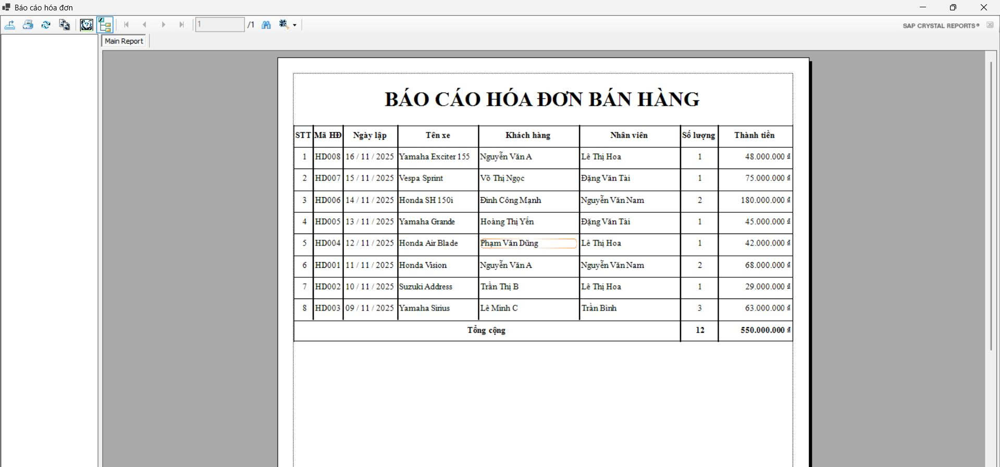 Báo cáo hóa đơn
1 /1
SAP CRYSTAL REPORTS®
Main Report
BÁO CÁO HÓA ĐƠN BÁN HÀNG
STT Mã HĐ Ngày lập Tên xe Khách hàng Nhân viên Số lượng Thành tiền
1 HD008 16 / 11 / 2025 Yamaha Exciter 155 Nguyễn Văn A Lê Thị Hoa 1 48.000.000 ₫
2 HD007 15 / 11 / 2025 Vespa Sprint Võ Thị Ngọc Đặng Văn Tài 1 75.000.000 ₫
3 HD006 14 / 11 / 2025 Honda SH 150i Đinh Công Mạnh Nguyễn Văn Nam 2 180.000.000 ₫
4 HD005 13 / 11 / 2025 Yamaha Grande Hoàng Thị Yến Đặng Văn Tài 1 45.000.000 ₫
5 HD004 12 / 11 / 2025 Honda Air Blade Phạm Văn Dũng Lê Thị Hoa 1 42.000.000 ₫
6 HD001 11 / 11 / 2025 Honda Vision Nguyễn Văn A Nguyễn Văn Nam 2 68.000.000 ₫
7 HD002 10 / 11 / 2025 Suzuki Address Trần Thị B Lê Thị Hoa 1 29.000.000 ₫
8 HD003 09 / 11 / 2025 Yamaha Sirius Lê Minh C Trần Bình 3 63.000.000 ₫
Tổng cộng 12 550.000.000 ₫